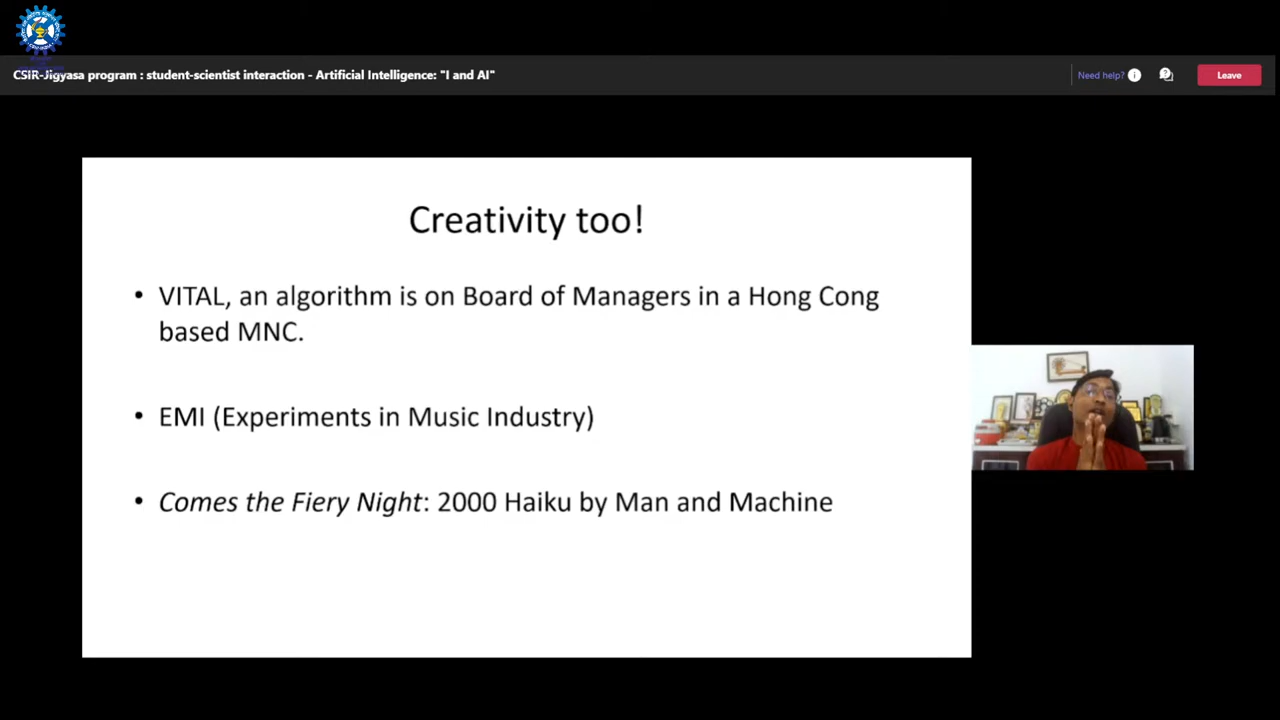 CSIR-Jigyasa program : student-scientist interaction - Artificial Intelligence: "I and AI"
Need help?
Leave
Creativity too!
• VITAL, an algorithm is on Board of Managers in a Hong Cong
based MNC.
• EMI (Experiments in Music Industry)
• Comes the Fiery Night: 2000 Haiku by Man and Machine